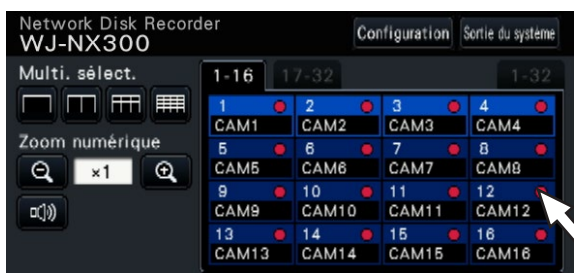 Network Disk Recorder
WJ-NX300
Configuration
Sortie du système
Multi. sélect.
1-16
17-32
1-32
1 2 3 4
CAM1 CAM2 CAM3 CAM4
5 6 7 8
CAM5 CAM6 CAM7 CAM8
9 10 11 12
CAM9 CAM10 CAM11 CAM12
13 14 15 16
CAM13 CAM14 CAM15 CAM16
Zoom numérique
×1